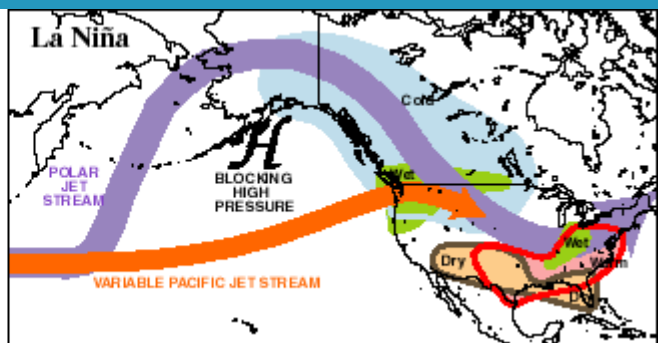 La Niña
Cold
POLAR
JET
STREAM
BLOCKING
HIGH
PRESSURE
H
Wet
VARIABLE PACIFIC JET STREAM
Dry
Wet
Warm
Dry